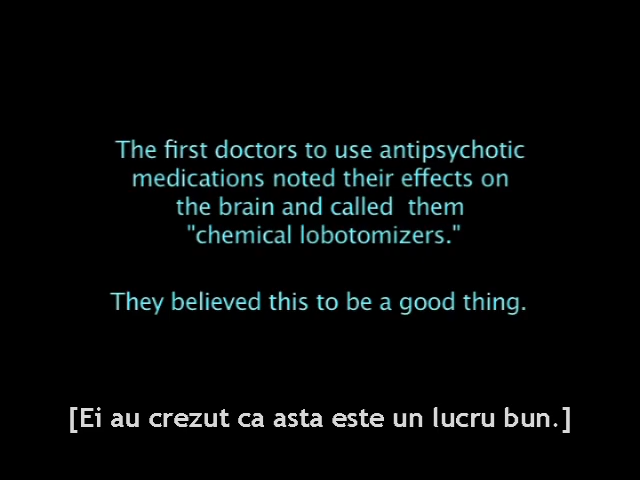 The first doctors to use antipsychotic
medications noted their effects on
the brain and called  them
"chemical lobotomizers."
They believed this to be a good thing.
[Ei au crezut ca asta este un lucru bun.]